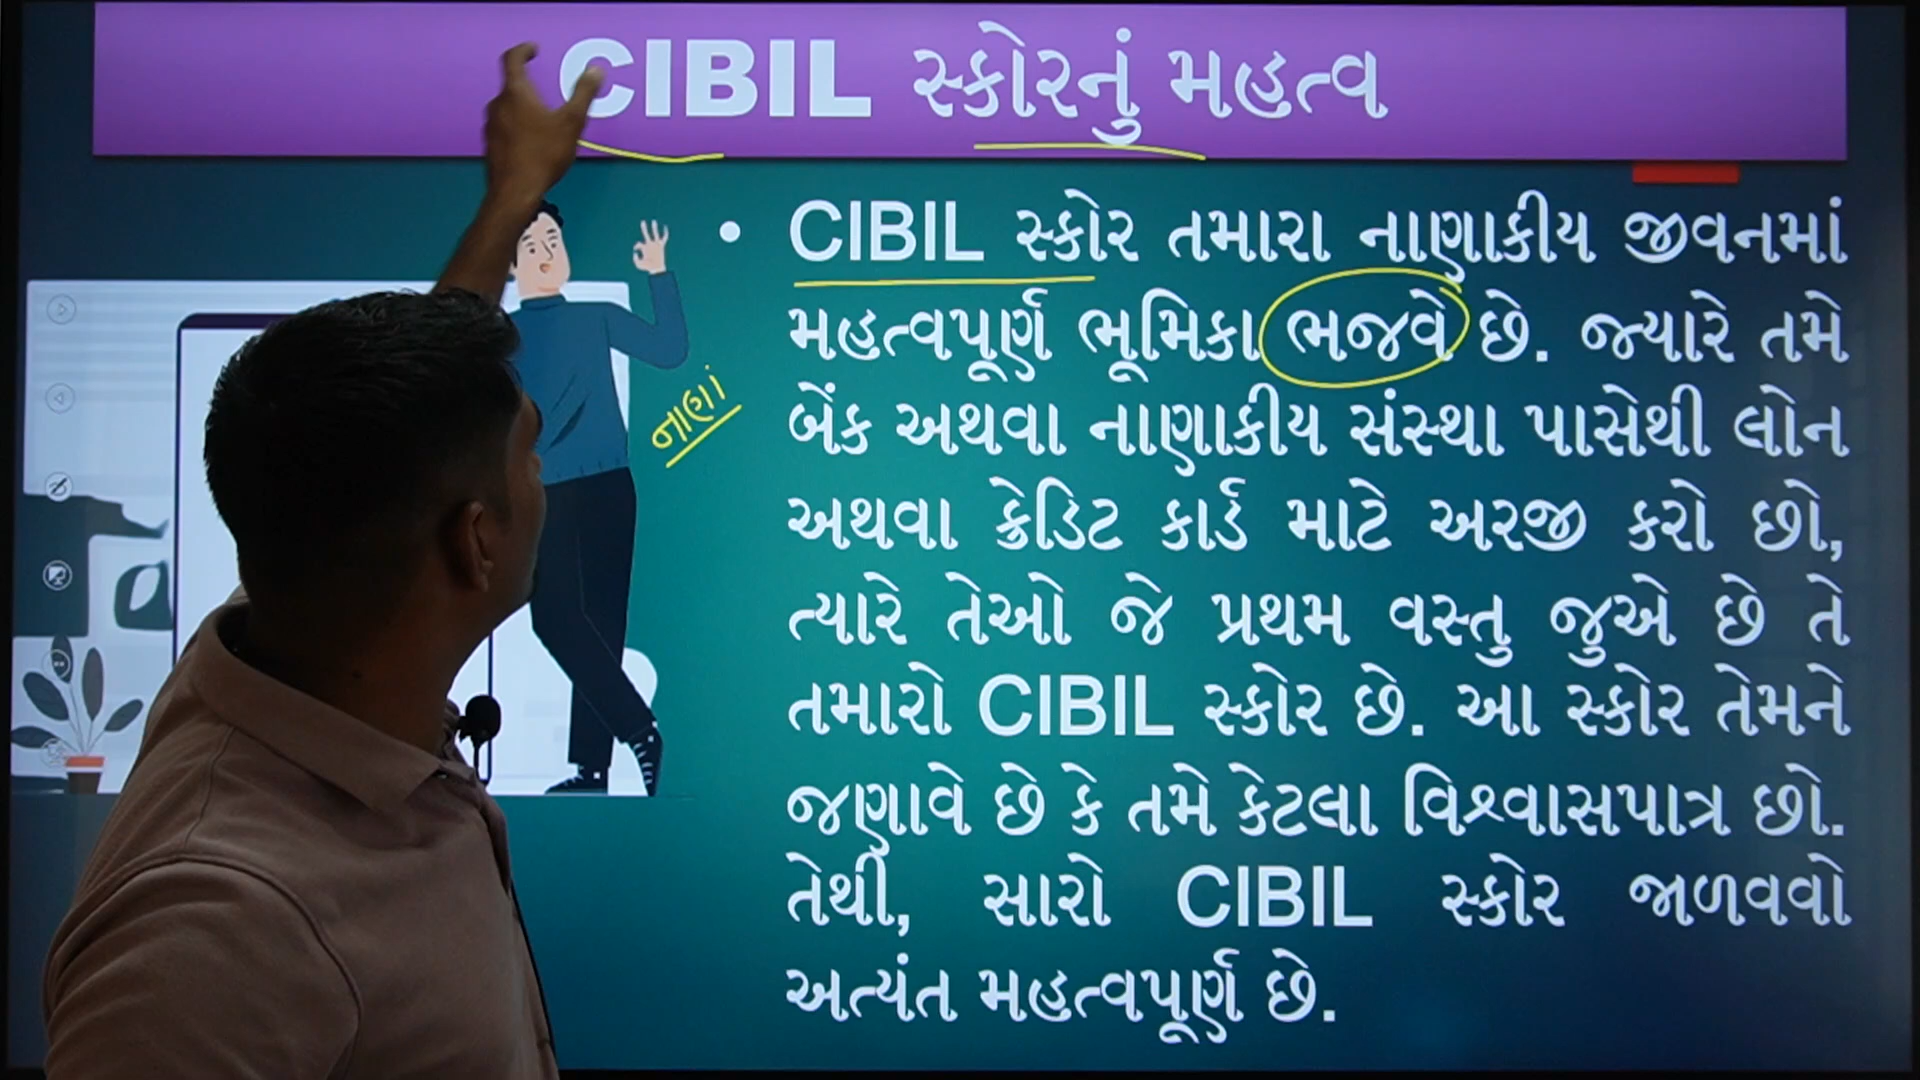 CIBIL સ્કોરનું મહત્વ
• CIBIL સ્કોર તમારા નાણાકીય જીવનમાં
મહત્વપૂર્ણ ભૂમિકા ભજવે છે. જ્યારે તમે
બેંક અથવા નાણાકીય સંસ્થા પાસેથી લોન
અથવા ક્રેડિટ કાર્ડ માટે અરજી કરો છો,
ત્યારે તેઓ જે પ્રથમ વસ્તુ જુએ છે તે
તમારો CIBIL સ્કોર છે. આ સ્કોર તેમને
જણાવે છે કે તમે કેટલા વિશ્વાસપાત્ર છો.
તેથી, સારો CIBIL સ્કોર જાળવવો
અત્યંત મહત્વપૂર્ણ છે.
નાણાં